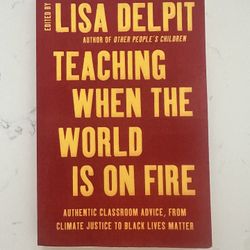 EDITED BY
LISA DELPIT
AUTHOR OF OTHER PEOPLE'S CHILDREN
TEACHING
WHEN THE
WORLD
IS ON FIRE
AUTHENTIC CLASSROOM ADVICE, FROM
CLIMATE JUSTICE TO BLACK LIVES MATTER